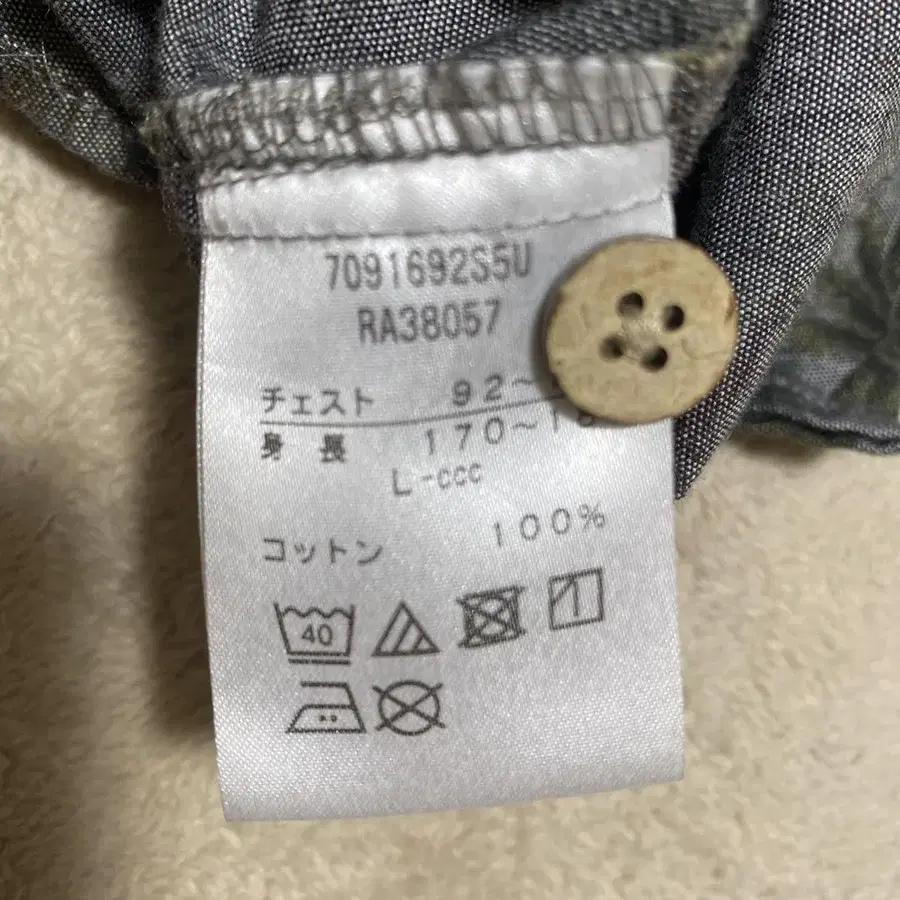 7091692S5U
RA38057
チェスト 92~
身長 170~
L-ccc
コットン 100%
40